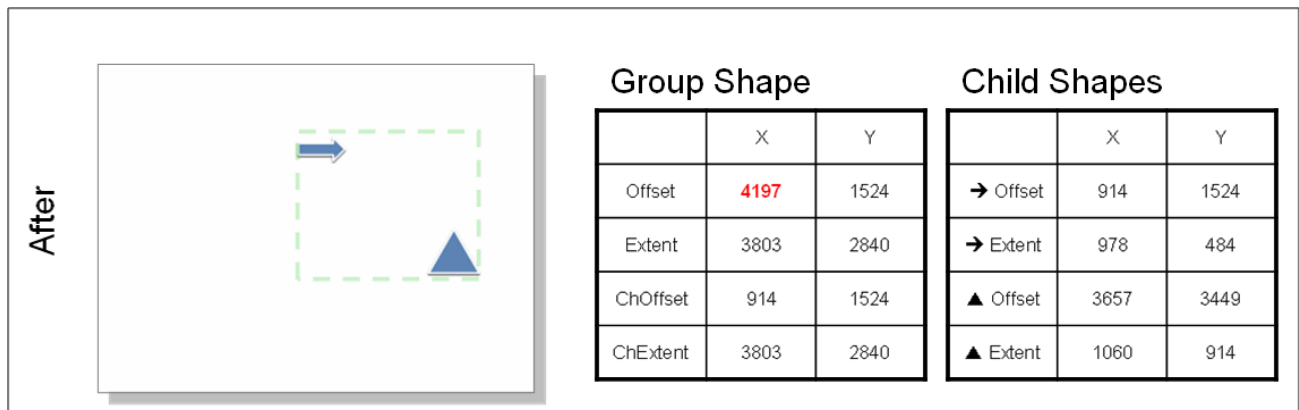 After
Group Shape
X Y
Offset 4197 1524
Extent 3803 2840
ChOffset 914 1524
ChExtent 3803 2840
Child Shapes
X Y
➔ Offset 914 1524
➔ Extent 978 484
▲ Offset 3657 3449
▲ Extent 1060 914